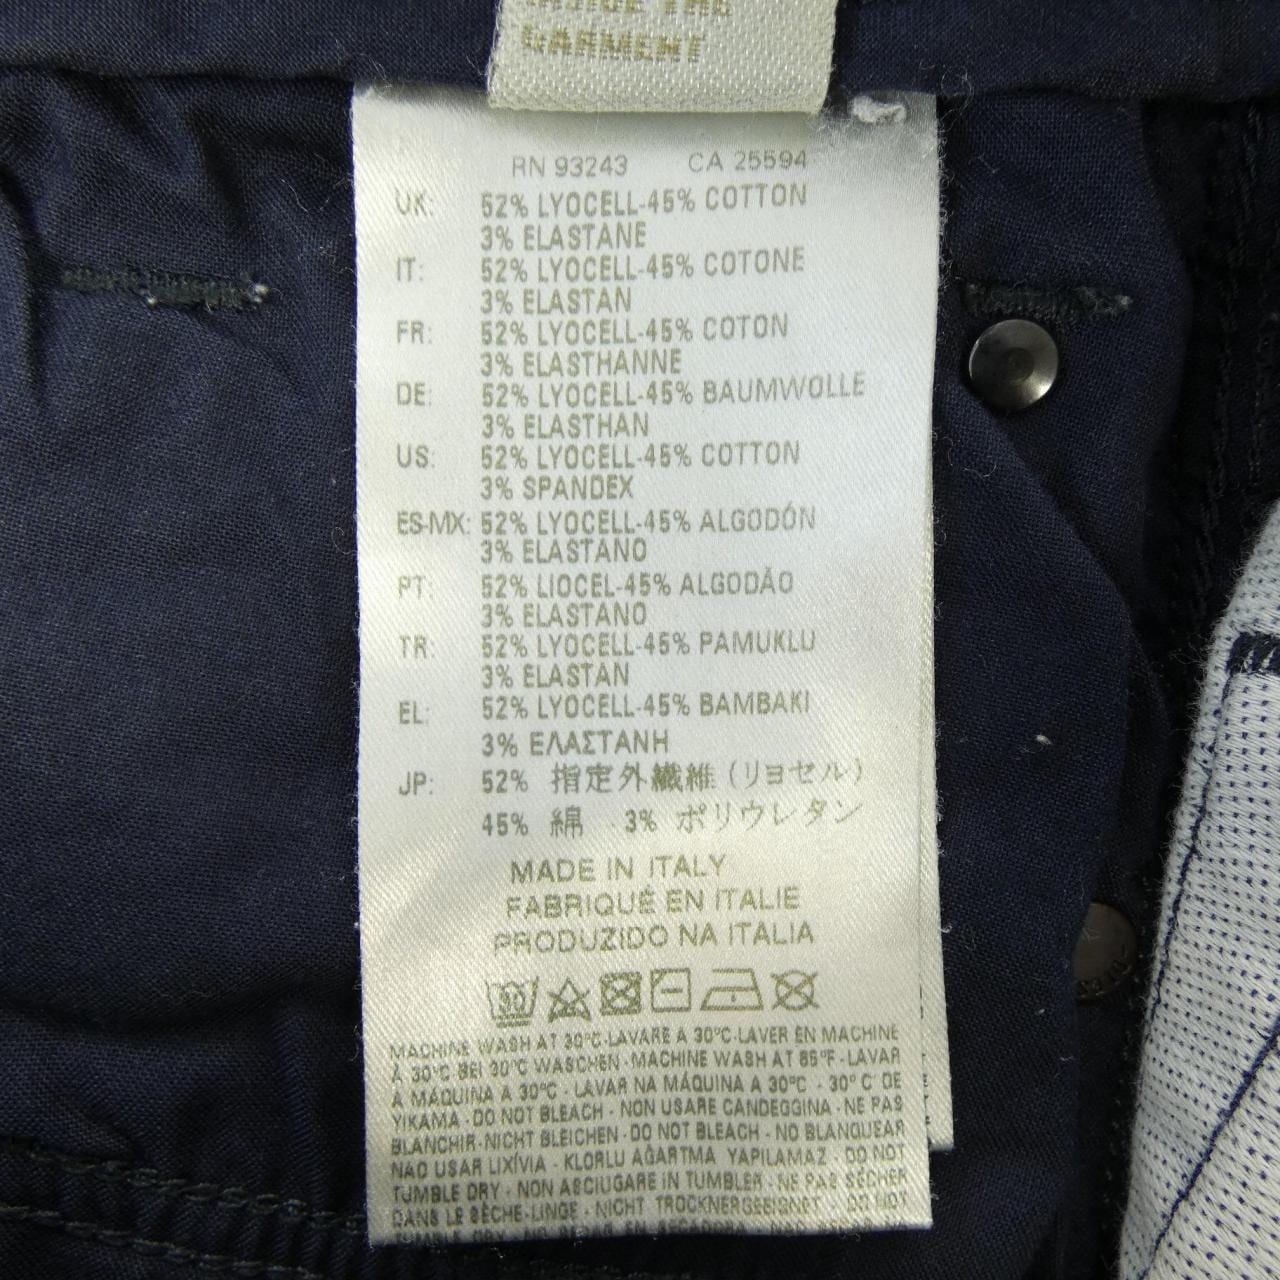 INSIDE THE
GARMENT
RN 93243 CA 25594
UK: 52% LYOCELL-45% COTTON
3% ELASTANE
IT: 52% LYOCELL-45% COTONE
3% ELASTAN
FR: 52% LYOCELL-45% COTON
3% ELASTHANNE
DE: 52% LYOCELL-45% BAUMWOLLE
3% ELASTHAN
US: 52% LYOCELL-45% COTTON
3% SPANDEX
ES-MX: 52% LYOCELL-45% ALGODÓN
3% ELASTANO
PT: 52% LIOCEL-45% ALGODÃO
3% ELASTANO
TR: 52% LYOCELL-45% PAMUKLU
3% ELASTAN
EL: 52% LYOCELL-45% BAMBAKI
3% ΕΛΑΣΤΑΝΗ
JP: 52% 指定外繊維 (リヨセル)
45% 綿 3% ポリウレタン
MADE IN ITALY
FABRIQUÉ EN ITALIE
PRODUZIDO NA ITALIA
30
MACHINE WASH AT 30°C-LAVARE A 30°C-LAVER EN MACHINE
À 30°C BEI 30°C WASCHEN - MACHINE WASH AT 85°F - LAVAR
A MÁQUINA A 30°C - LAVAR NA MÁQUINA A 30°C - 30° C' DE
YIKAMA - DO NOT BLEACH - NON USARE CANDEGGINA - NE PAS
BLANCHIR-NICHT BLEICHEN - DO NOT BLEACH - NO BLANQUEAR
NAO USAR LIXÍVIA - KLORLU AĞARTMA YAPILAMAZ - DO NOT
TUMBLE DRY - NON ASCIUGARE IN TUMBLER - NE PAS SÉCHER
DANS LE SÈCHE-LINGE - NICHT TROCKNERGEEIGNET - DO NOT
TUMBLE DRY - NO